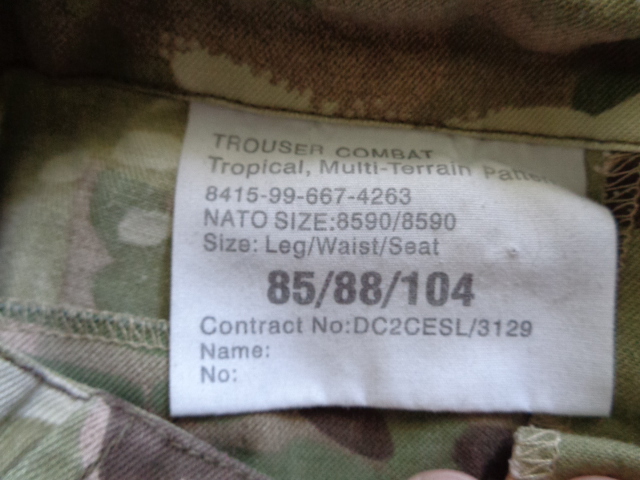 TROUSER COMBAT
Tropical, Multi-Terrain
8415-99-667-4263
NATO SIZE:8590/8590
Size: Leg/Waist/Seat
85/88/104
Contract No:DC2CESL/3129
Name:
No: